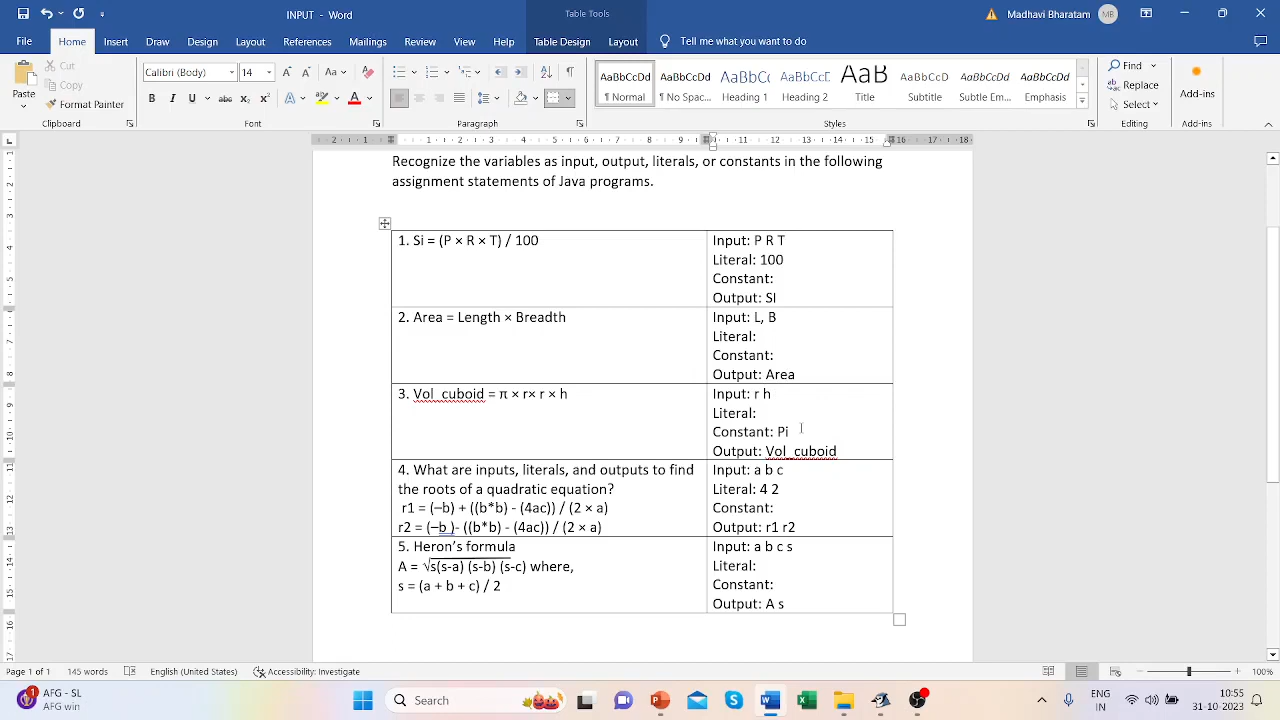 INPUT - Word
Table Tools
Madhavi Bharatam
MB
File
Home
Insert
Draw
Design
Layout
References
Mailings
Review
View
Help
Table Design
Layout
Tell me what you want to do
Paste
Cut
Copy
Format Painter
Clipboard
Calibri (Body)
14
Font
Paragraph
AaBbCcDd
¶ Normal
AaBbCcDd
¶ No Spac...
AaBbC(
Heading 1
AaBbCcE
Heading 2
AaB
Title
AaBbCcD
Subtitle
AaBbCcDd
Subtle Em...
AaBbCcDd
Emphasis
Styles
Find
Replace
Select
Editing
Add-ins
Add-ins
Recognize the variables as input, output, literals, or constants in the following
assignment statements of Java programs.
1. Si = (P × R × T) / 100
Input: P R T
Literal: 100
Constant:
Output: SI
2. Area = Length × Breadth
Input: L, B
Literal:
Constant:
Output: Area
3. Vol_cuboid = π × r× r × h
Input: r h
Literal:
Constant: Pi
Output: Vol_cuboid
4. What are inputs, literals, and outputs to find
the roots of a quadratic equation?
r1 = (–b) + ((b*b) - (4ac)) / (2 × a)
r2 = (–b )- ((b*b) - (4ac)) / (2 × a)
Input: a b c
Literal: 4 2
Constant:
Output: r1 r2
5. Heron’s formula
A = √s(s-a) (s-b) (s-c) where,
s = (a + b + c) / 2
Input: a b c s
Literal:
Constant:
Output: A s
Page 1 of 1
145 words
English (United States)
Accessibility: Investigate
100%
AFG - SL
AFG win
Search
ENG
IN
10:55
31-10-2023